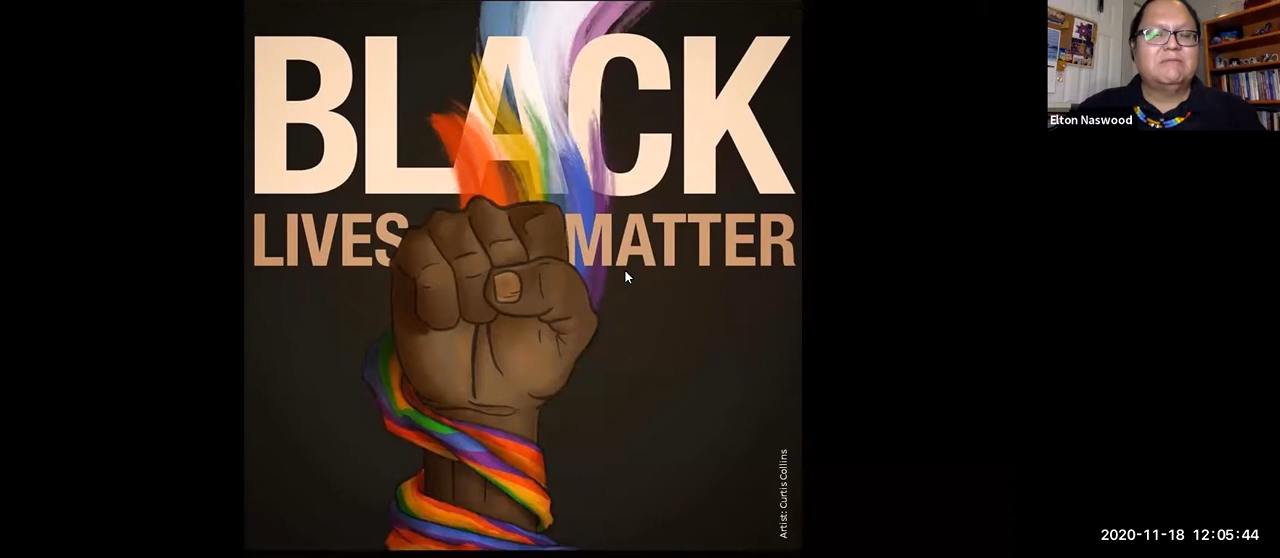 BLACK
LIVES MATTER
Elton Naswood
Artist: Curtis Collins
2020-11-18 12:05:44